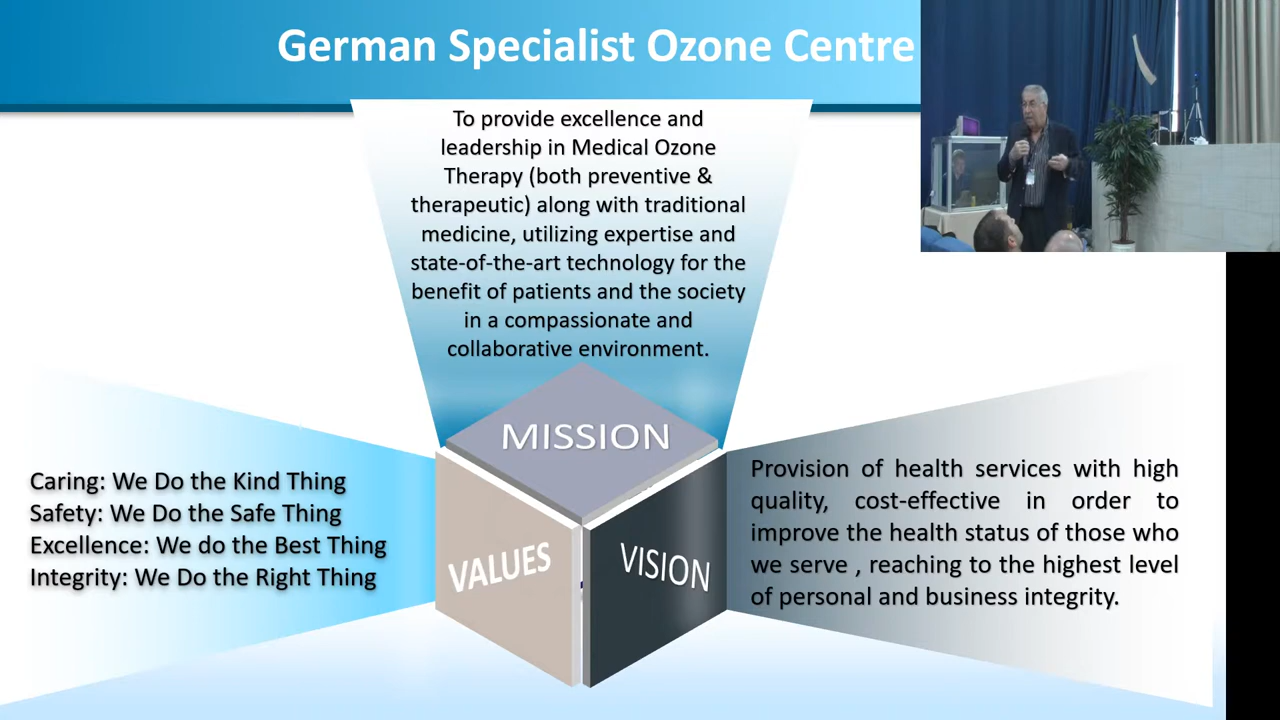 German Specialist Ozone Centre
To provide excellence and
leadership in Medical Ozone
Therapy (both preventive &
therapeutic) along with traditional
medicine, utilizing expertise and
state-of-the-art technology for the
benefit of patients and the society
in a compassionate and
collaborative environment.
MISSION
Caring: We Do the Kind Thing
Safety: We Do the Safe Thing
Excellence: We do the Best Thing
Integrity: We Do the Right Thing
VALUES
VISION
Provision of health services with high
quality, cost-effective in order to
improve the health status of those who
we serve , reaching to the highest level
of personal and business integrity.